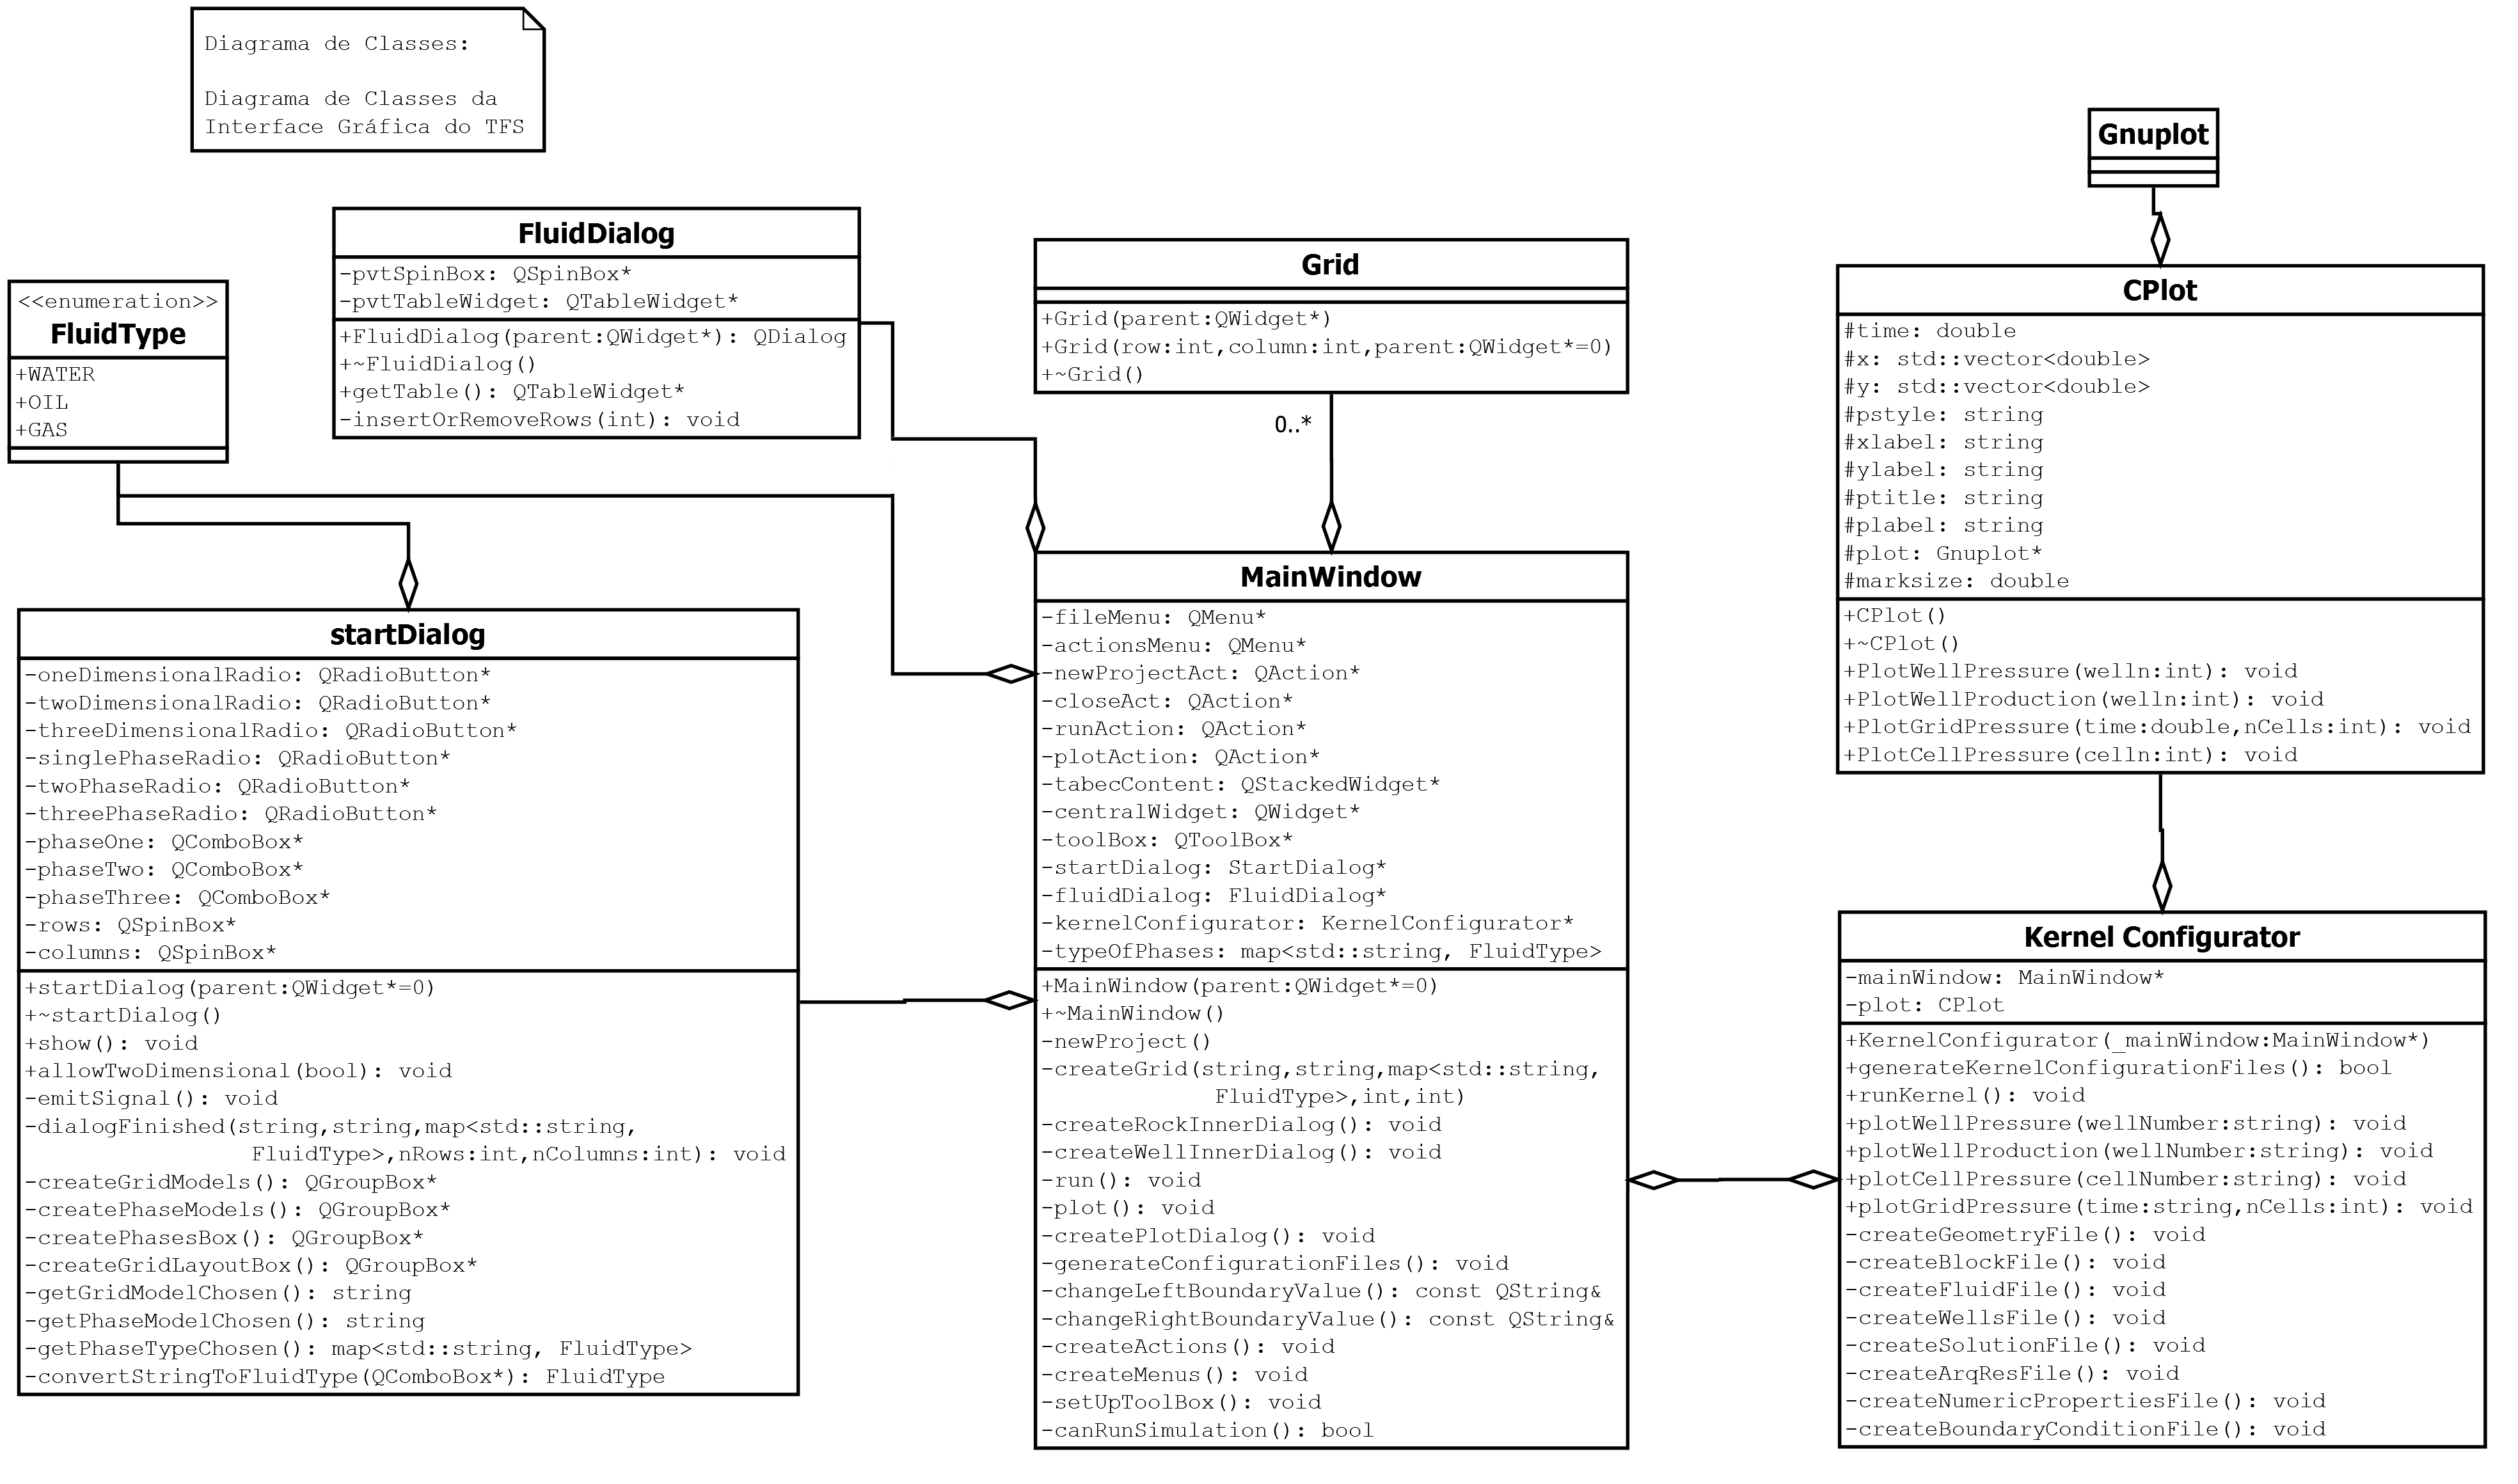 Diagrama de Classes:
Diagrama de Classes da
Interface Gráfica do TFS
Gnuplot
FluidDialog
-pvtSpinBox: QSpinBox*
-pvtTableWidget: QTableWidget*
+FluidDialog(parent:QWidget*): QDialog
+~FluidDialog()
+getTable(): QTableWidget*
-insertOrRemoveRows(int): void
<<enumeration>>
FluidType
+WATER
+OIL
+GAS
Grid
+Grid(parent:QWidget*)
+Grid(row:int,column:int,parent:QWidget*=0)
+~Grid()
0..*
CPlot
#time: double
#x: std::vector<double>
#y: std::vector<double>
#pstyle: string
#xlabel: string
#ylabel: string
#ptitle: string
#plabel: string
#plot: Gnuplot*
#marksize: double
+CPlot()
+~CPlot()
+PlotWellPressure(welln:int): void
+PlotWellProduction(welln:int): void
+PlotGridPressure(time:double,nCells:int): void
+PlotCellPressure(celln:int): void
startDialog
-oneDimensionalRadio: QRadioButton*
-twoDimensionalRadio: QRadioButton*
-threeDimensionalRadio: QRadioButton*
-singlePhaseRadio: QRadioButton*
-twoPhaseRadio: QRadioButton*
-threePhaseRadio: QRadioButton*
-phaseOne: QComboBox*
-phaseTwo: QComboBox*
-phaseThree: QComboBox*
-rows: QSpinBox*
-columns: QSpinBox*
+startDialog(parent:QWidget*=0)
+~startDialog()
+show(): void
+allowTwoDimensional(bool): void
-emitSignal(): void
-dialogFinished(string,string,map<std::string,
FluidType>,nRows:int,nColumns:int): void
-createGridModels(): QGroupBox*
-createPhaseModels(): QGroupBox*
-createPhasesBox(): QGroupBox*
-createGridLayoutBox(): QGroupBox*
-getGridModelChosen(): string
-getPhaseModelChosen(): string
-getPhaseTypeChosen(): map<std::string, FluidType>
-convertStringToFluidType(QComboBox*): FluidType
MainWindow
-fileMenu: QMenu*
-actionsMenu: QMenu*
-newProjectAct: QAction*
-closeAct: QAction*
-runAction: QAction*
-plotAction: QAction*
-tabecContent: QStackedWidget*
-centralWidget: QWidget*
-toolBox: QToolBox*
-startDialog: StartDialog*
-fluidDialog: FluidDialog*
-kernelConfigurator: KernelConfigurator*
-typeOfPhases: map<std::string, FluidType>
+MainWindow(parent:QWidget*=0)
+~MainWindow()
-newProject()
-createGrid(string,string,map<std::string,
FluidType>,int,int)
-createRockInnerDialog(): void
-createWellInnerDialog(): void
-run(): void
-plot(): void
-createPlotDialog(): void
-generateConfigurationFiles(): void
-changeLeftBoundaryValue(): const QString&
-changeRightBoundaryValue(): const QString&
-createActions(): void
-createMenus(): void
-setUpToolBox(): void
-canRunSimulation(): bool
Kernel Configurator
-mainWindow: MainWindow*
-plot: CPlot
+KernelConfigurator(_mainWindow:MainWindow*)
+generateKernelConfigurationFiles(): bool
+runKernel(): void
+plotWellPressure(wellNumber:string): void
+plotWellProduction(wellNumber:string): void
+plotCellPressure(cellNumber:string): void
+plotGridPressure(time:string,nCells:int): void
-createGeometryFile(): void
-createBlockFile(): void
-createFluidFile(): void
-createWellsFile(): void
-createSolutionFile(): void
-createArqResFile(): void
-createNumericPropertiesFile(): void
-createBoundaryConditionFile(): void